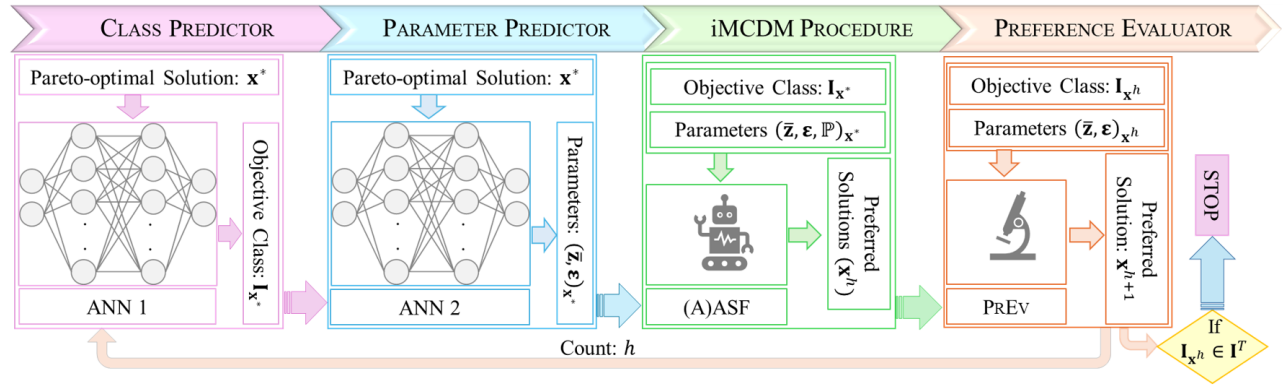 CLASS PREDICTOR
PARAMETER PREDICTOR
iMCDM PROCEDURE
PREFERENCE EVALUATOR
Pareto-optimal Solution: x*
Objective Class: I_x*
ANN 1
Pareto-optimal Solution: x*
Parameters: (z̄, ε)_x*
ANN 2
Objective Class: I_x*
Parameters (z̄, ε, ℙ)_x*
Preferred
Solutions (x^h)
(A)ASF
Objective Class: I_x^h
Parameters (z̄, ε)_x^h
Preferred
Solution: x^h+1
PREV
STOP
If
I_x^h ∈ I^T
Count: h